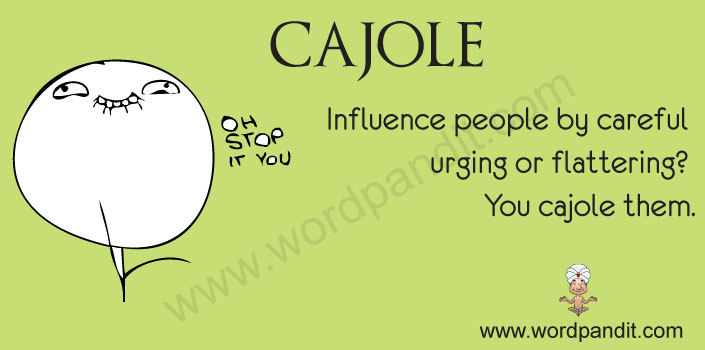 CAJOLE
OH
STOP
IT YOU
Influence people by careful
urging or flattering?
You cajole them.
www.wordpandit.com
www.wordpandit.com